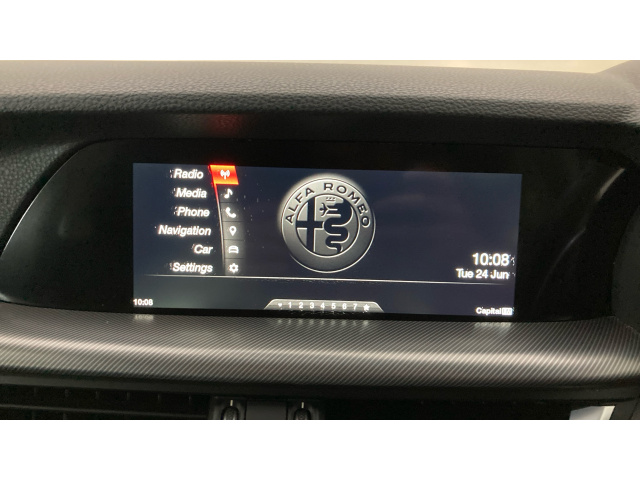 Radio
Media
Phone
Navigation
Car
Settings
ALFA ROMEO
10:08
Tue 24 Jun
10:08
1 2 3 4 5 6 7
Capital